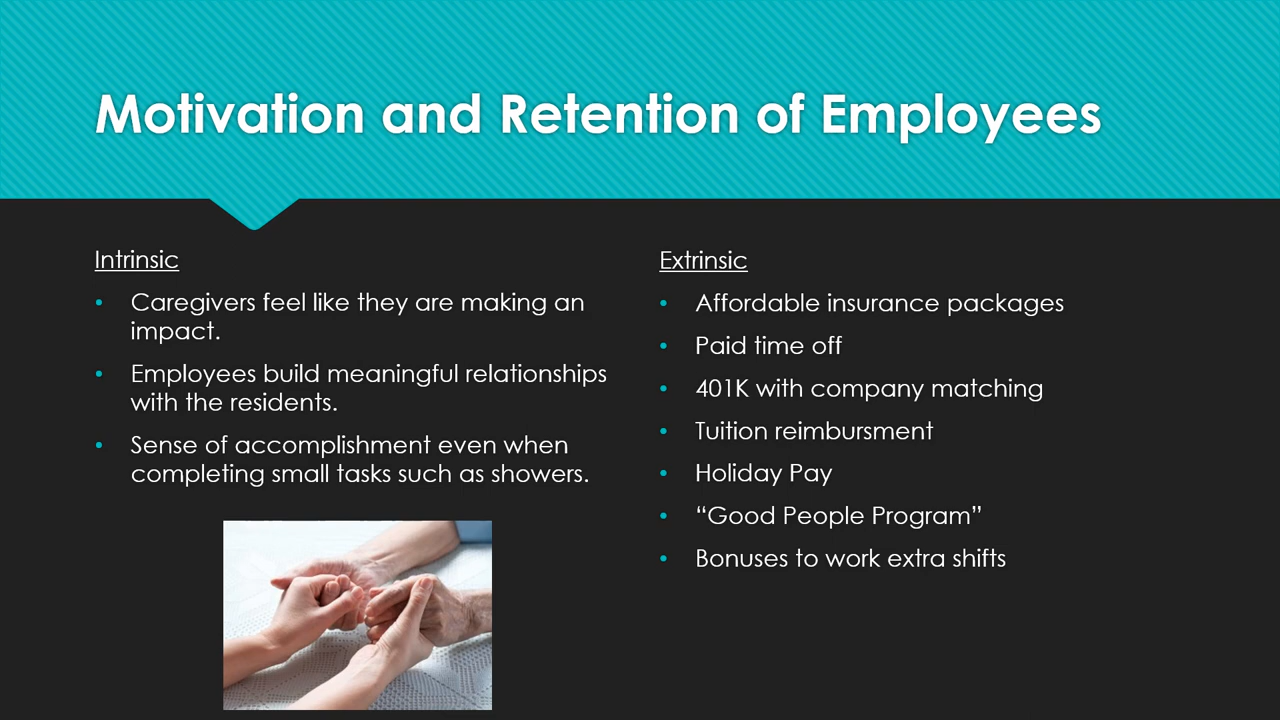 Motivation and Retention of Employees
Intrinsic
• Caregivers feel like they are making an
impact.
• Employees build meaningful relationships
with the residents.
• Sense of accomplishment even when
completing small tasks such as showers.
Extrinsic
• Affordable insurance packages
• Paid time off
• 401K with company matching
• Tuition reimbursment
• Holiday Pay
• “Good People Program”
• Bonuses to work extra shifts